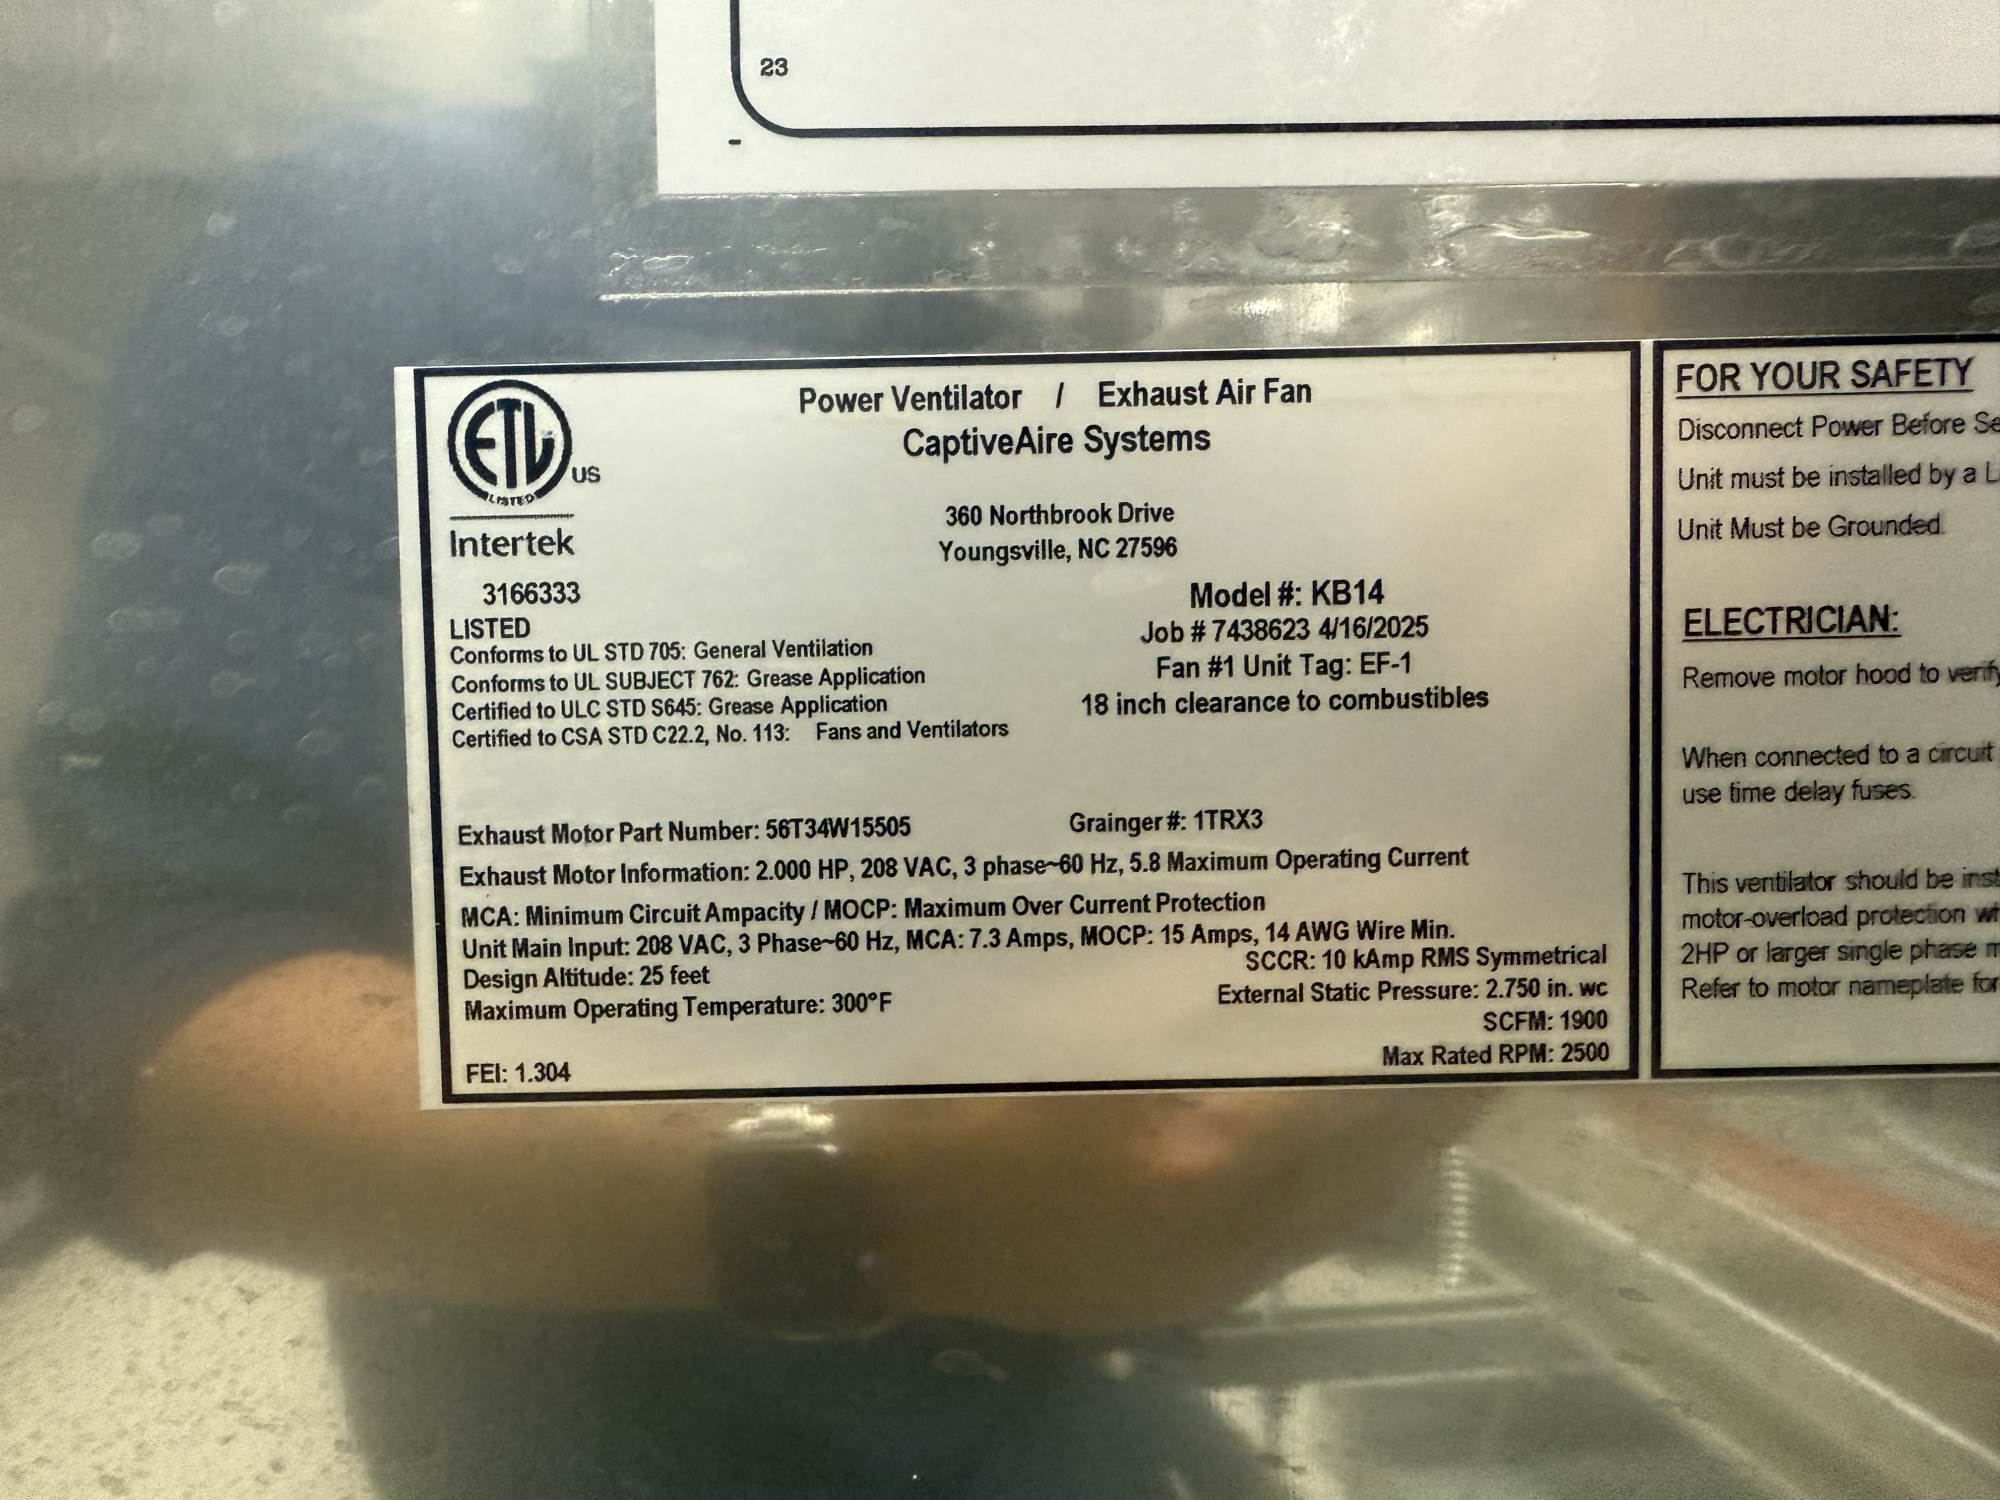 23
ETL
LISTED
US
Intertek
3166333
Power Ventilator / Exhaust Air Fan
CaptiveAire Systems
360 Northbrook Drive
Youngsville, NC 27596
Model #: KB14
Job # 7438623 4/16/2025
Fan #1 Unit Tag: EF-1
18 inch clearance to combustibles
LISTED
Conforms to UL STD 705: General Ventilation
Conforms to UL SUBJECT 762: Grease Application
Certified to ULC STD S645: Grease Application
Certified to CSA STD C22.2, No. 113: Fans and Ventilators
Exhaust Motor Part Number: 56T34W15505 Grainger #: 1TRX3
Exhaust Motor Information: 2.000 HP, 208 VAC, 3 phase~60 Hz, 5.8 Maximum Operating Current
MCA: Minimum Circuit Ampacity / MOCP: Maximum Over Current Protection
Unit Main Input: 208 VAC, 3 Phase~60 Hz, MCA: 7.3 Amps, MOCP: 15 Amps, 14 AWG Wire Min.
Design Altitude: 25 feet
SCCR: 10 kAmp RMS Symmetrical
Maximum Operating Temperature: 300°F
External Static Pressure: 2.750 in. wc
SCFM: 1900
Max Rated RPM: 2500
FEI: 1.304
FOR YOUR SAFETY
Disconnect Power Before
Unit must be installed by a
Unit Must be Grounded.
ELECTRICIAN:
Remove motor hood to verify
When connected to a circuit
use time delay fuses.
This ventilator should be
motor-overload protection
2HP or larger single phase
Refer to motor nameplate for